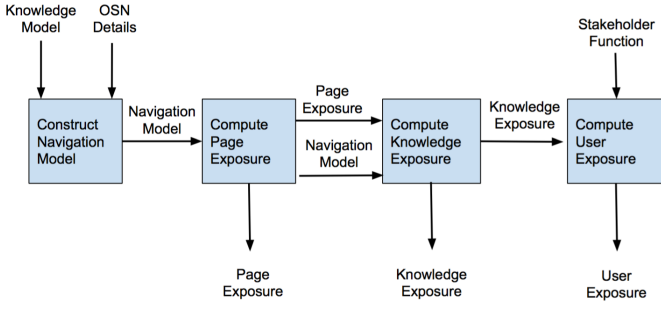 Knowledge
Model
OSN
Details
Stakeholder
Function
Construct
Navigation
Model
Navigation
Model
Compute
Page
Exposure
Page
Exposure
Navigation
Model
Compute
Knowledge
Exposure
Knowledge
Exposure
Compute
User
Exposure
Page
Exposure
Knowledge
Exposure
User
Exposure